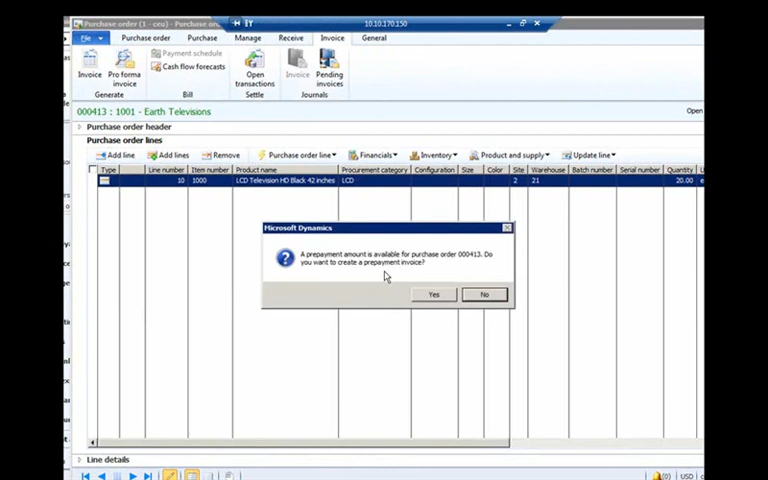 Purchase order (1 - ceu) - Purchase
10.10.170.150
File
Purchase order
Purchase
Manage
Receive
Invoice
General
Invoice
Pro forma invoice
Payment schedule
Cash flow forecasts
Open transactions
Invoice
Pending invoices
Generate
Bill
Settle
Journals
000413 : 1001 - Earth Televisions
Open
Purchase order header
Purchase order lines
Add line
Add lines
Remove
Purchase order line
Financials
Inventory
Product and supply
Update line
Type
Line number
Item number
Product name
Procurement category
Configuration
Size
Color
Site
Warehouse
Batch number
Serial number
Quantity
10
1000
LCD Television HD Black 42 inches
LCD
2
21
20.00
Microsoft Dynamics
A prepayment amount is available for purchase order 000413. Do
you want to create a prepayment invoice?
Yes
No
Line details
(0)
USD